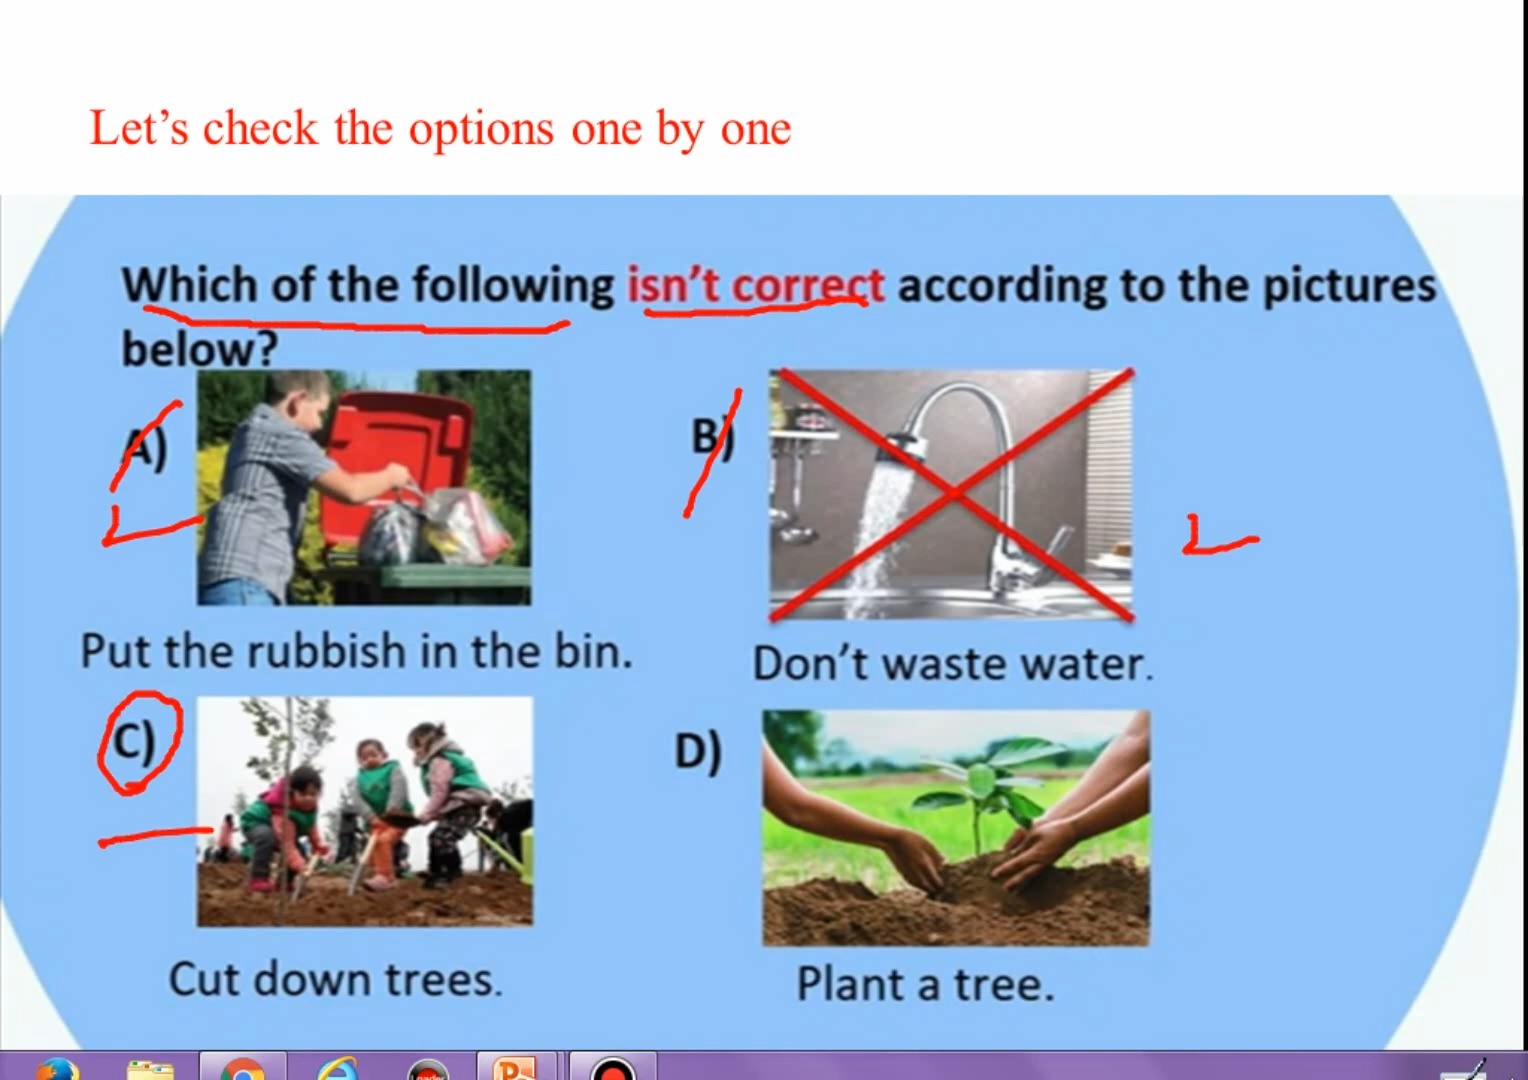 Let's check the options one by one
Which of the following isn't correct according to the pictures
below?
A)
B)
Put the rubbish in the bin.
Don't waste water.
C)
D)
Cut down trees.
Plant a tree.